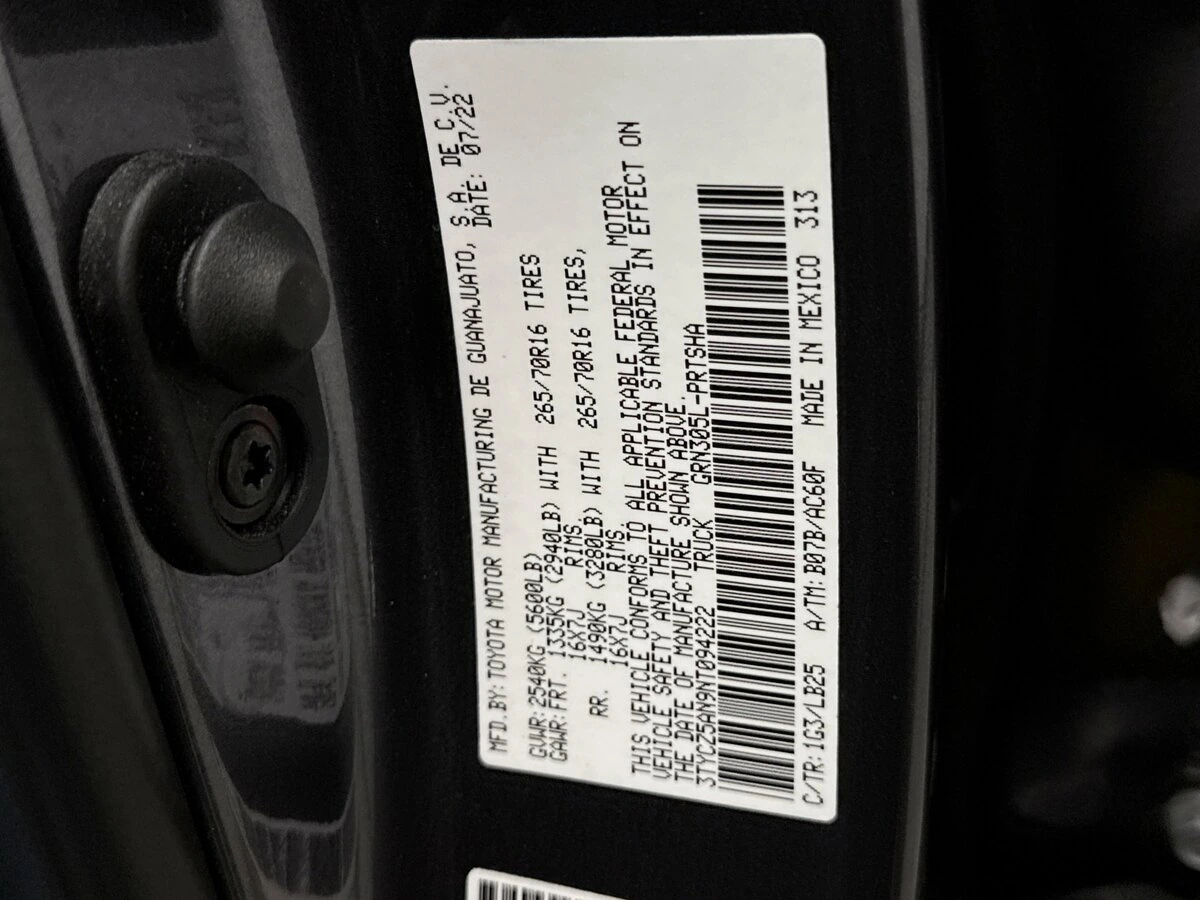 MFD.BY: TOYOTA MOTOR MANUFACTURING DE GUANAJUATO, S.A. DE C.V.
DATE: 07/22
GVWR: 2540KG (5600LB)
GAWR: FRT. 1335KG (2940LB) WITH 265/70R16 TIRES
16X7J RIMS.
RR. 1490KG (3280LB) WITH 265/70R16 TIRES,
16X7J RIMS.
THIS VEHICLE CONFORMS TO ALL APPLICABLE FEDERAL MOTOR
VEHICLE SAFETY AND THEFT PREVENTION STANDARDS IN EFFECT ON
THE DATE OF MANUFACTURE SHOWN ABOVE.
3TYCZ5AN9NT094222 TRUCK GRN305L-PRTSHA
C/TR: 1G3/LB25 A/TM: B07B/AC60F MADE IN MEXICO 313